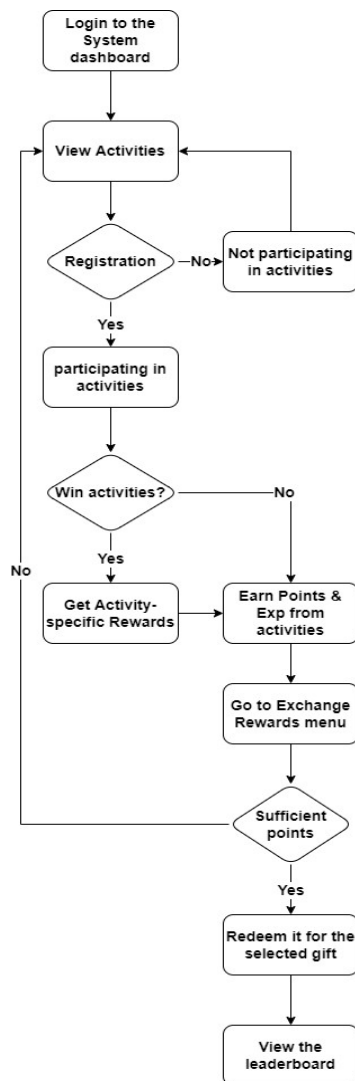 Login to the
System
dashboard
View Activities
Registration
No
Not participating
in activities
Yes
participating in
activities
Win activities?
No
Yes
No
Get Activity-
specific Rewards
Earn Points &
Exp from
activities
Go to Exchange
Rewards menu
Sufficient
points
Yes
Redeem it for the
selected gift
View the
leaderboard